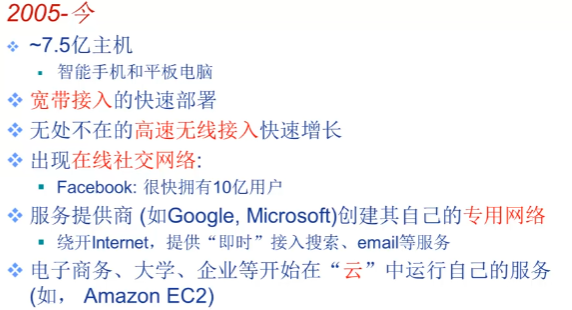 2005-今
~7.5亿主机
智能手机和平板电脑
宽带接入的快速部署
无处不在的高速无线接入快速增长
出现在线社交网络:
Facebook: 很快拥有10亿用户
服务提供商 (如Google, Microsoft)创建其自己的专用网络
绕开Internet，提供“即时”接入搜索、email等服务
电子商务、大学、企业等开始在“云”中运行自己的服务
(如， Amazon EC2)